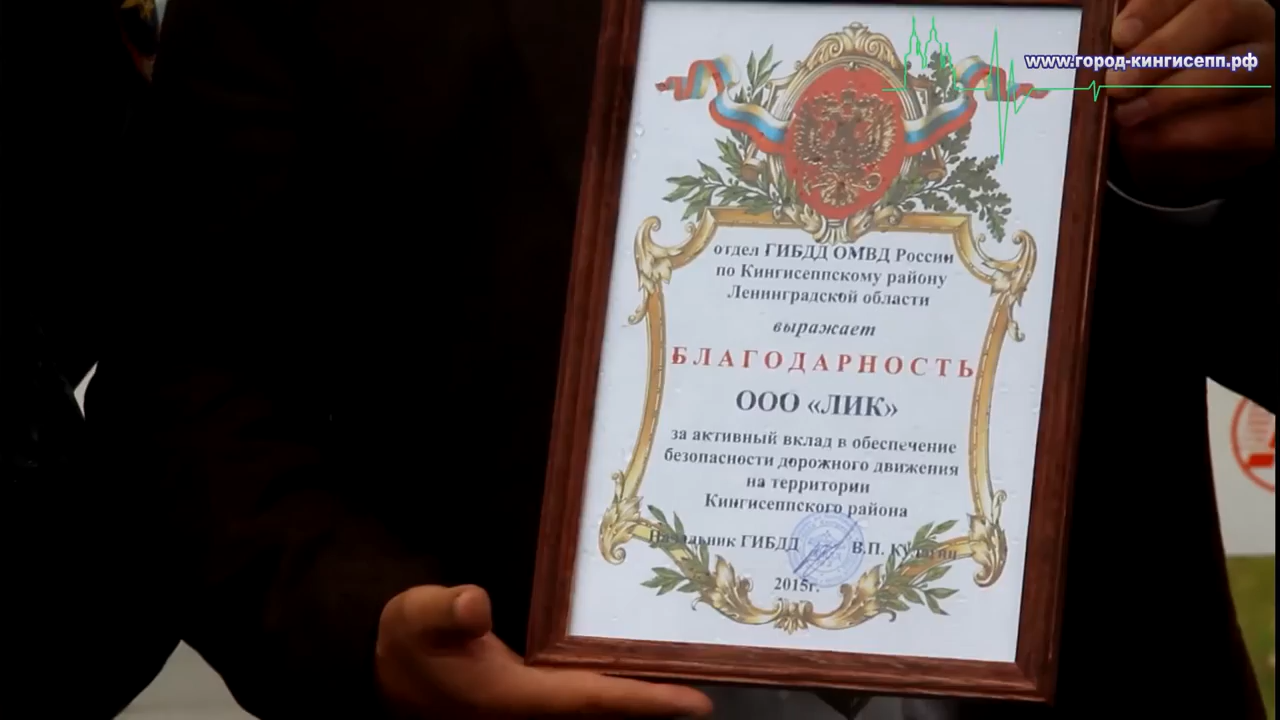 www.город-кингисепп.рф
отдел ГИБДД ОМВД России
по Кингисеппскому району
Ленинградской области
выражает
БЛАГОДАРНОСТЬ
ООО «ЛИК»
за активный вклад в обеспечение
безопасности дорожного движения
на территории
Кингисеппского района
Начальник ГИБДД В.П.
2015г.